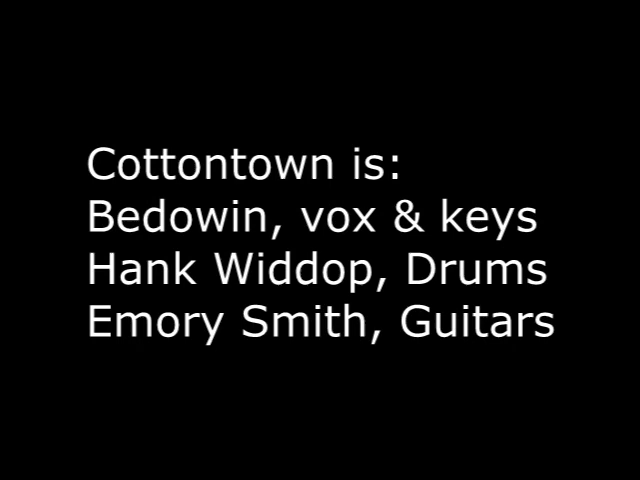 Cottontown is:
Bedowin, vox & keys
Hank Widdop, Drums
Emory Smith, Guitars